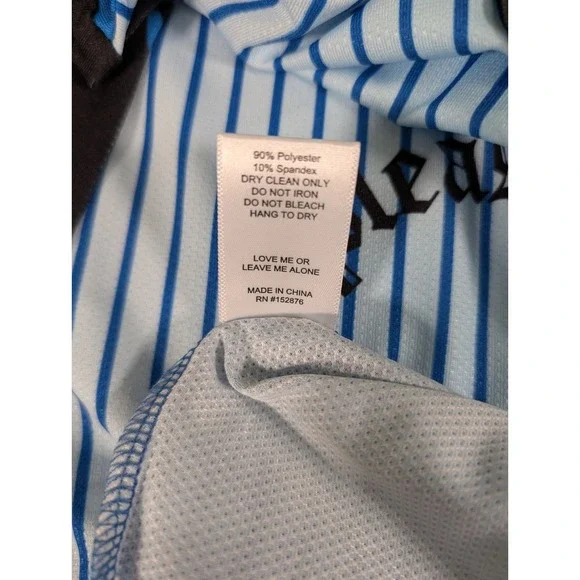 90% Polyester
10% Spandex
DRY CLEAN ONLY
DO NOT IRON
DO NOT BLEACH
HANG TO DRY
LOVE ME OR
LEAVE ME ALONE
MADE IN CHINA
RN #152876